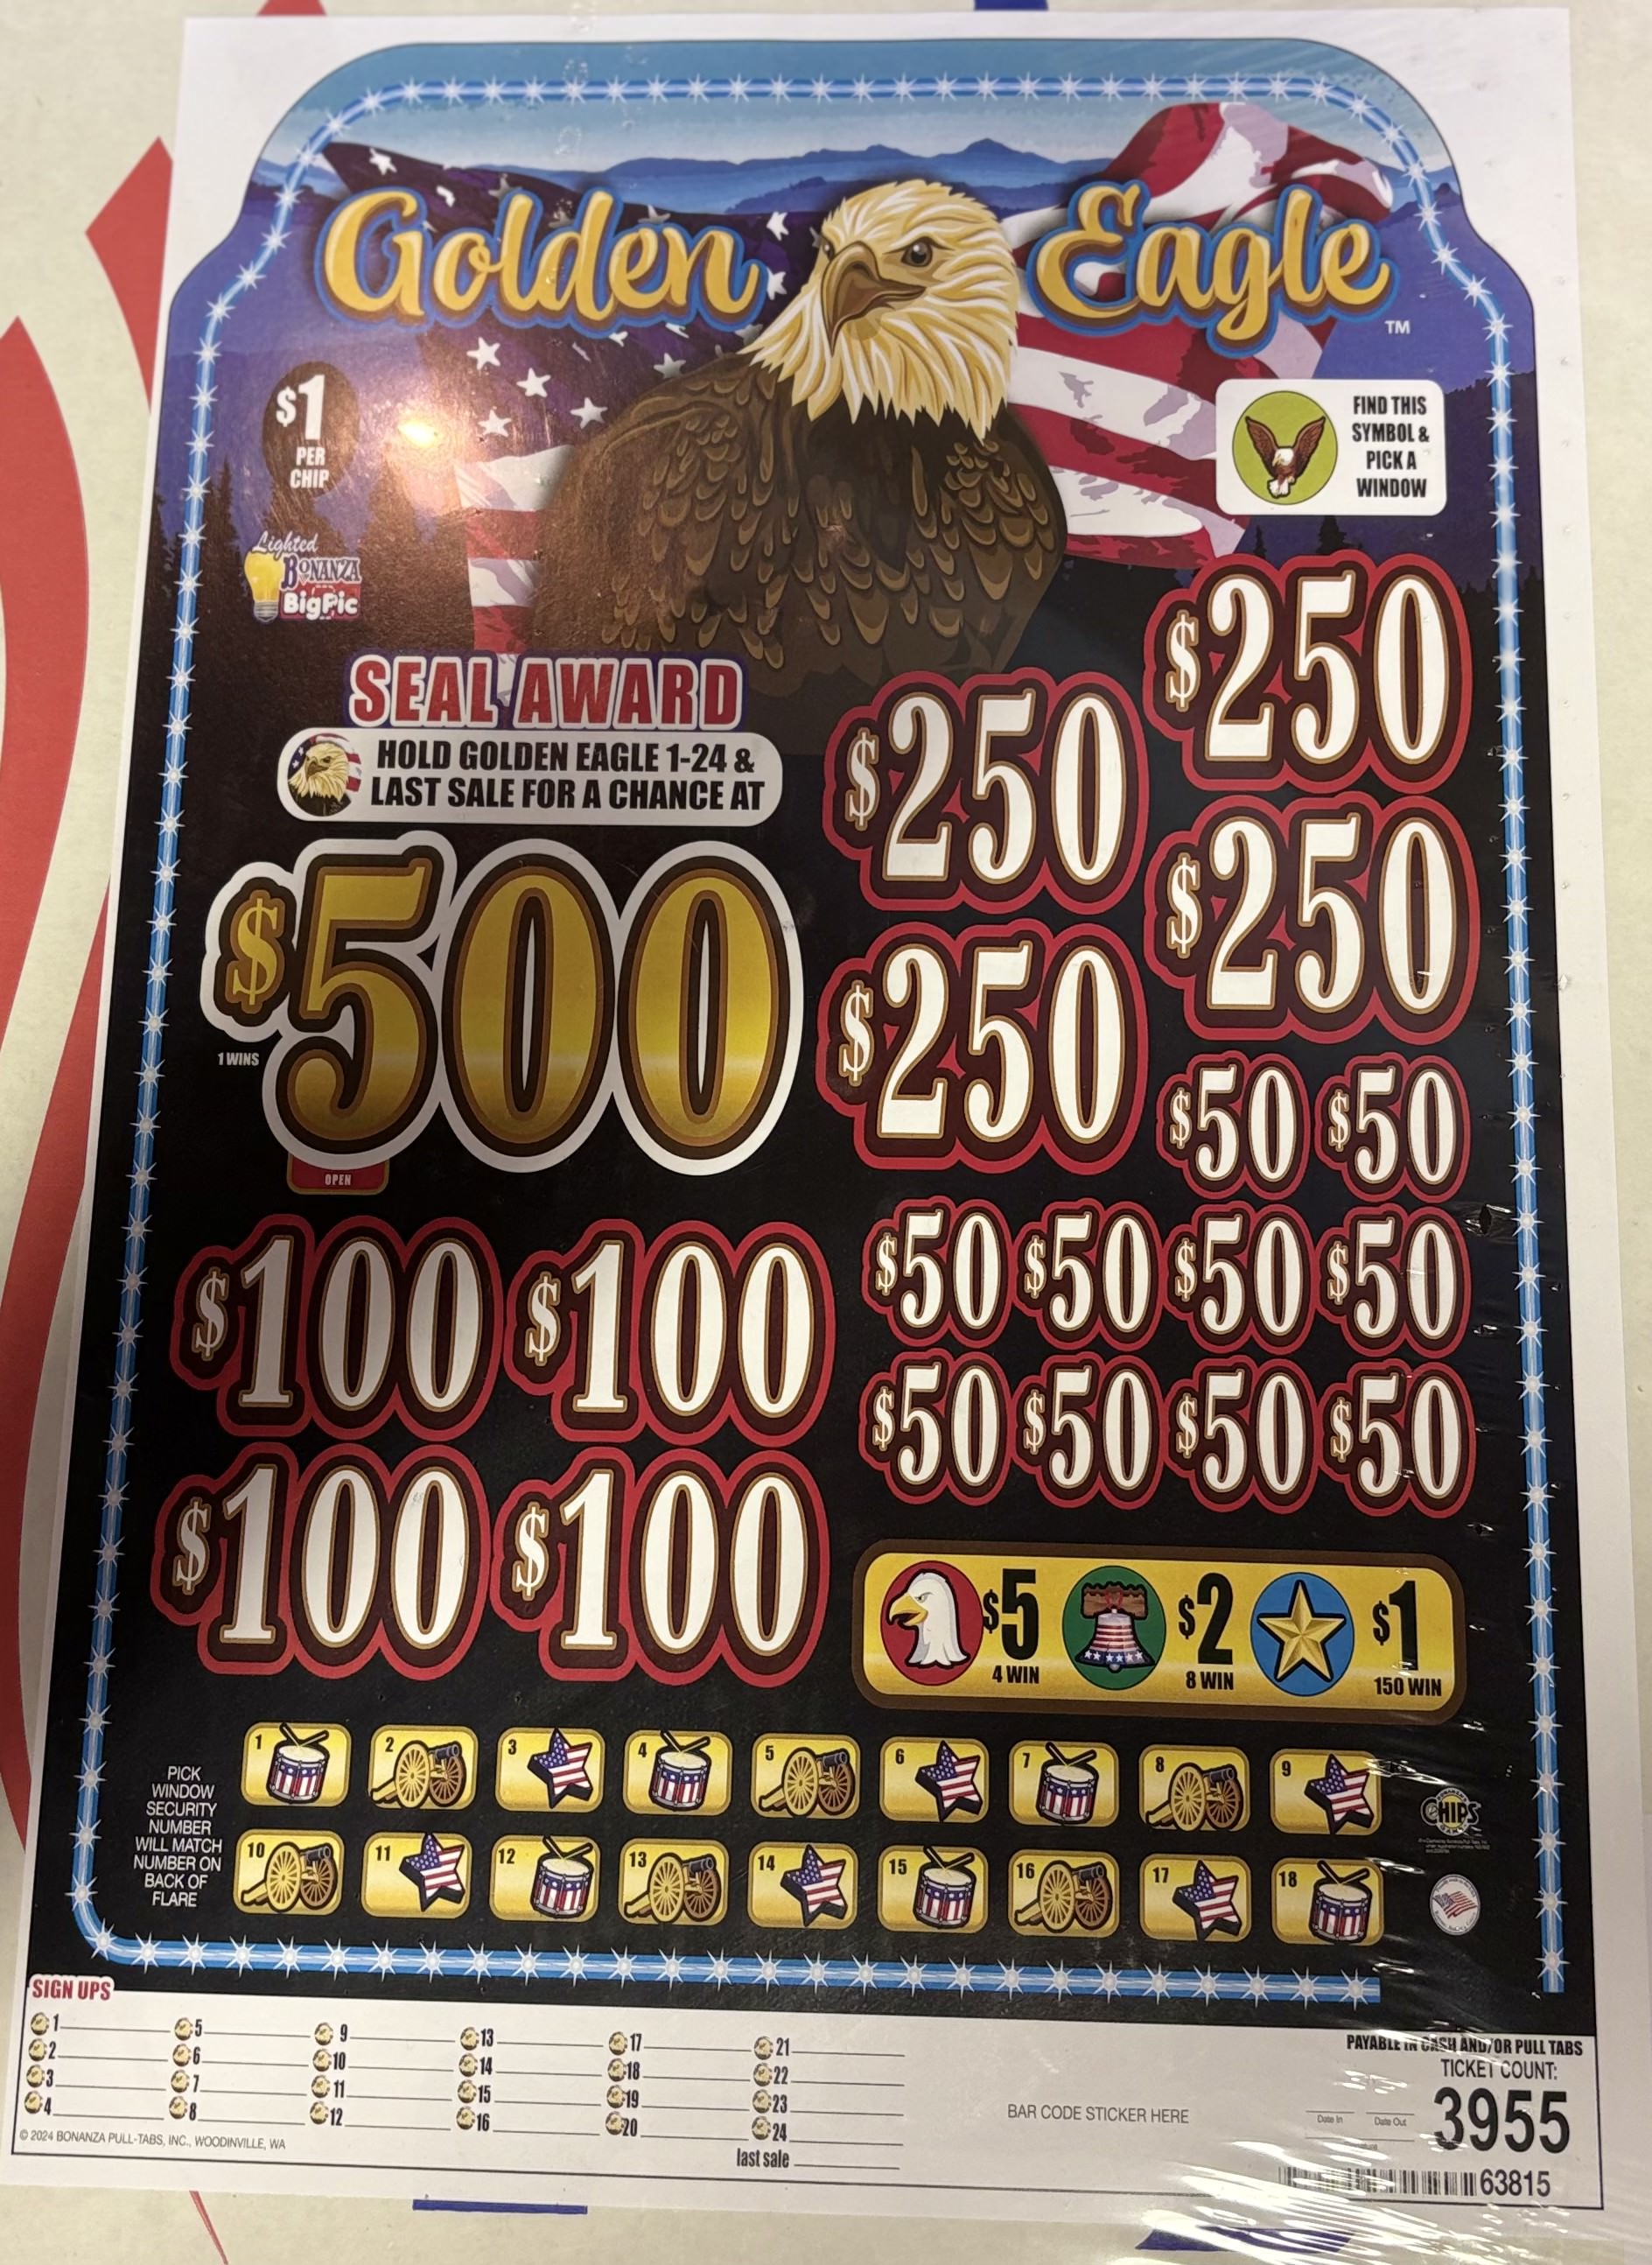 Golden Eagle
TM
$1
PER
CHIP
FIND THIS
SYMBOL &
PICK A
WINDOW
Lighted
BONANZA
BigPic
SEAL AWARD
HOLD GOLDEN EAGLE 1-24 &
LAST SALE FOR A CHANCE AT
$500
1 WINS
OPEN
$250
$250
$250
$250
$50 $50
$50 $50 $50 $50
$50 $50 $50 $50
$100 $100
$100 $100
$5
4 WIN
$2
8 WIN
$1
150 WIN
PICK
WINDOW
SECURITY
NUMBER
WILL MATCH
NUMBER ON
BACK OF
FLARE
1 2 3 4 5 6 7 8 9
10 11 12 13 14 15 16 17 18
CHIPS
SIGN UPS
1 5 9 13 17 21
2 6 10 14 18 22
3 7 11 15 19 23
4 8 12 16 20 24
last sale
© 2024 BONANZA PULL-TABS, INC., WOODINVILLE, WA
BAR CODE STICKER HERE
PAYABLE IN CASH AND/OR PULL TABS
TICKET COUNT:
3955
Date In Date Out
63815